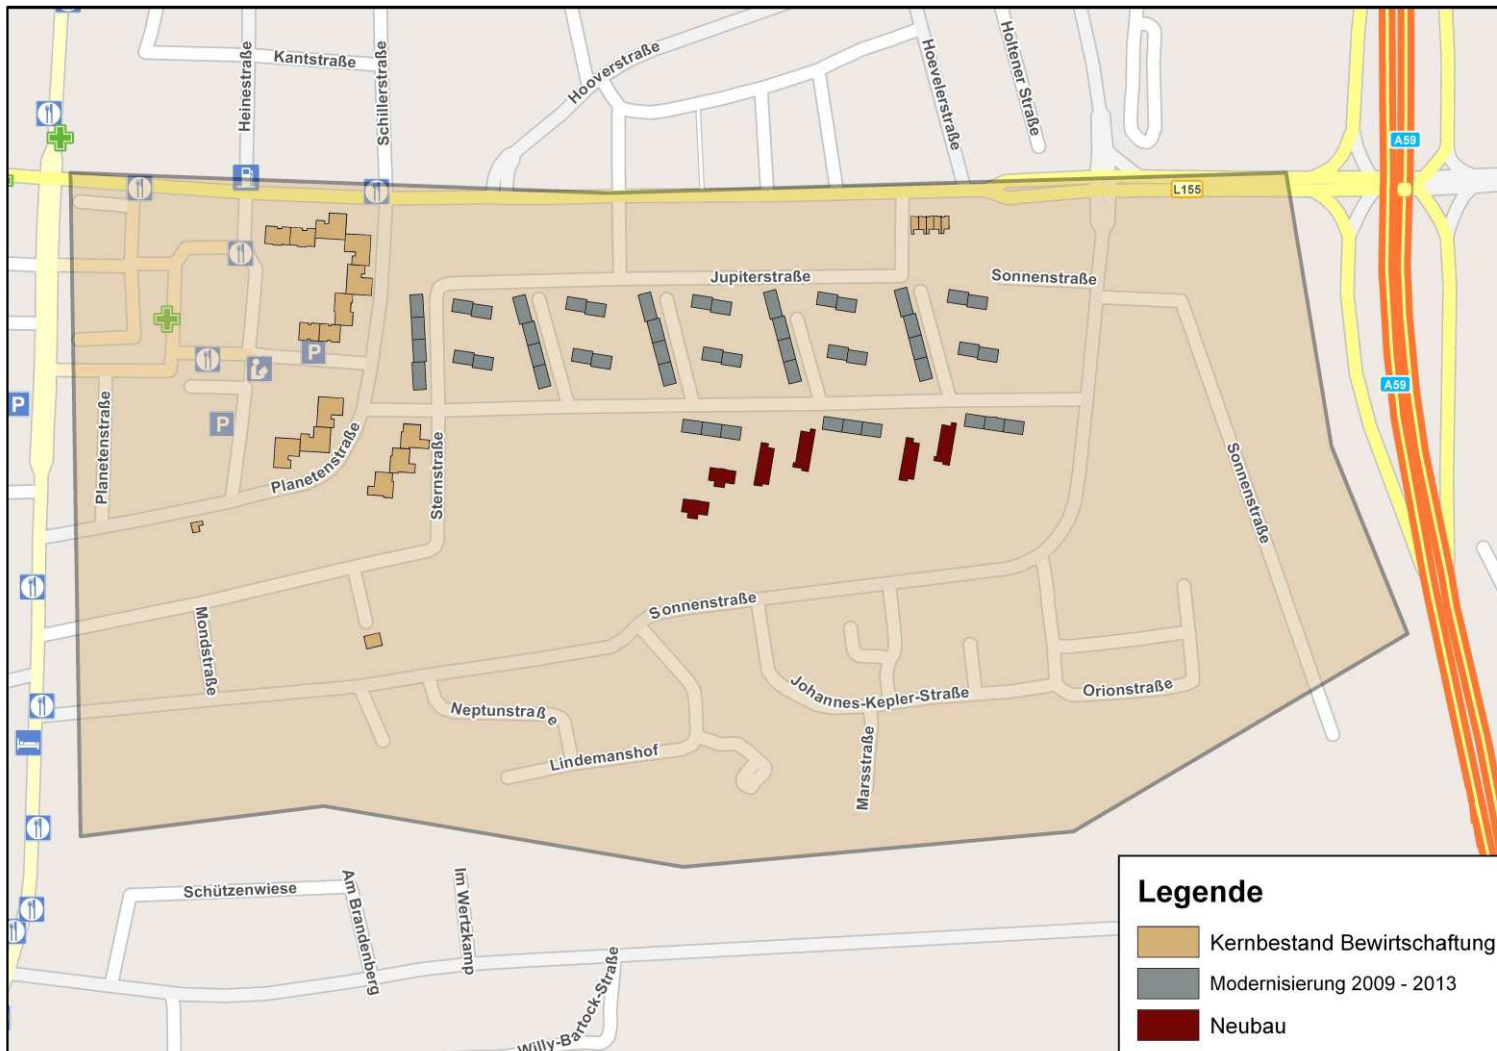 Kantstraße
Heinestraße
Schillerstraße
Hooverstraße
Hoevelerstraße
Holtener Straße
A59
L155
Jupiterstraße
Sonnenstraße
P
A59
P
P
Planetenstraße
Planetenstraße
Sternstraße
Sonnenstraße
Mondstraße
Sonnenstraße
Neptunstraße
Johannes-Kepler-Straße
Orionstraße
Lindemanshof
Marsstraße
Schützenwiese
Am Brandenberg
Im Wertzkamp
Willy-Bartock-Straße
Legende
Kernbestand Bewirtschaftung
Modernisierung 2009 - 2013
Neubau